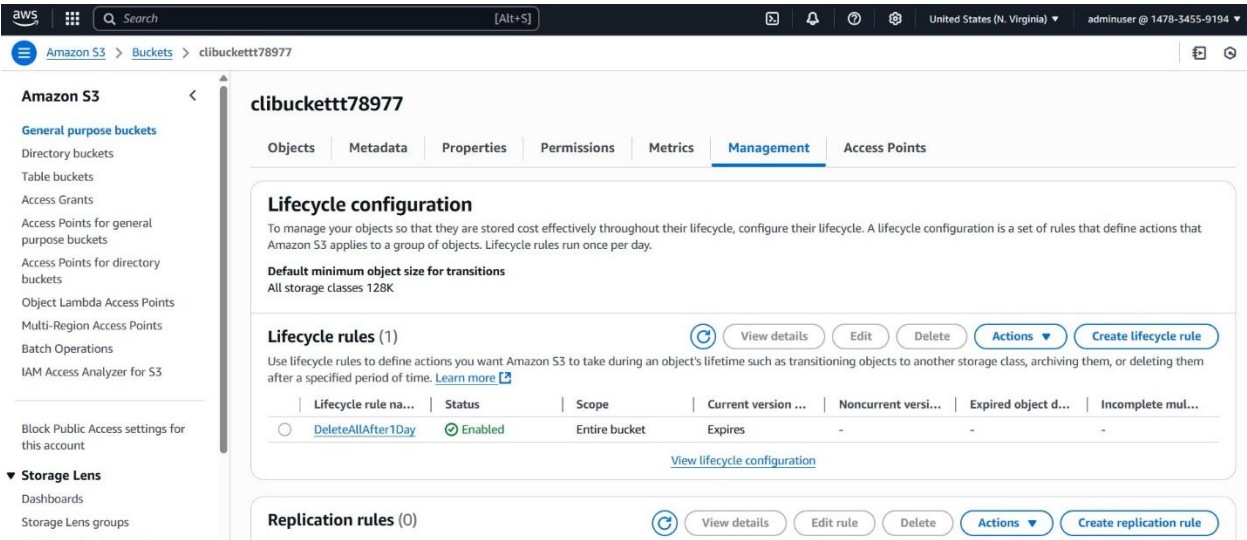 aws
Search
[Alt+S]
United States (N. Virginia) ▼
adminuser @ 1478-3455-9194 ▼
Amazon S3 > Buckets > clibuckettt78977
Amazon S3
General purpose buckets
Directory buckets
Table buckets
Access Grants
Access Points for general
purpose buckets
Access Points for directory
buckets
Object Lambda Access Points
Multi-Region Access Points
Batch Operations
IAM Access Analyzer for S3
Block Public Access settings for
this account
▼ Storage Lens
Dashboards
Storage Lens groups
clibuckettt78977
Objects Metadata Properties Permissions Metrics Management Access Points
Lifecycle configuration
To manage your objects so that they are stored cost effectively throughout their lifecycle, configure their lifecycle. A lifecycle configuration is a set of rules that define actions that
Amazon S3 applies to a group of objects. Lifecycle rules run once per day.
Default minimum object size for transitions
All storage classes 128K
Lifecycle rules (1) View details Edit Delete Actions ▼ Create lifecycle rule
Use lifecycle rules to define actions you want Amazon S3 to take during an object's lifetime such as transitioning objects to another storage class, archiving them, or deleting them
after a specified period of time. Learn more
Lifecycle rule na... Status Scope Current version ... Noncurrent versi... Expired object d... Incomplete mul...
DeleteAllAfter1Day Enabled Entire bucket Expires - - -
View lifecycle configuration
Replication rules (0) View details Edit rule Delete Actions ▼ Create replication rule